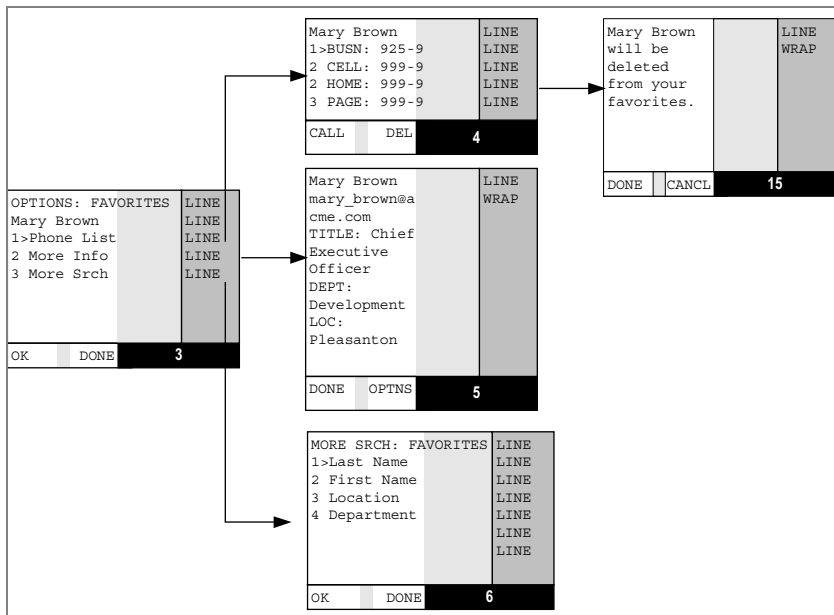 Mary Brown LINE
1>BUSN: 925-9 LINE
2 CELL: 999-9 LINE
2 HOME: 999-9 LINE
3 PAGE: 999-9 LINE
CALL DEL 4
Mary Brown LINE
will be WRAP
deleted
from your
favorites.
DONE CANCL 15
OPTIONS: FAVORITES LINE
Mary Brown LINE
1>Phone List LINE
2 More Info LINE
3 More Srch LINE
OK DONE 3
Mary Brown LINE
mary_brown@a WRAP
cme.com
TITLE: Chief
Executive
Officer
DEPT:
Development
LOC:
Pleasanton
DONE OPTNS 5
MORE SRCH: FAVORITES LINE
1>Last Name LINE
2 First Name LINE
3 Location LINE
4 Department LINE
LINE
LINE
OK DONE 6